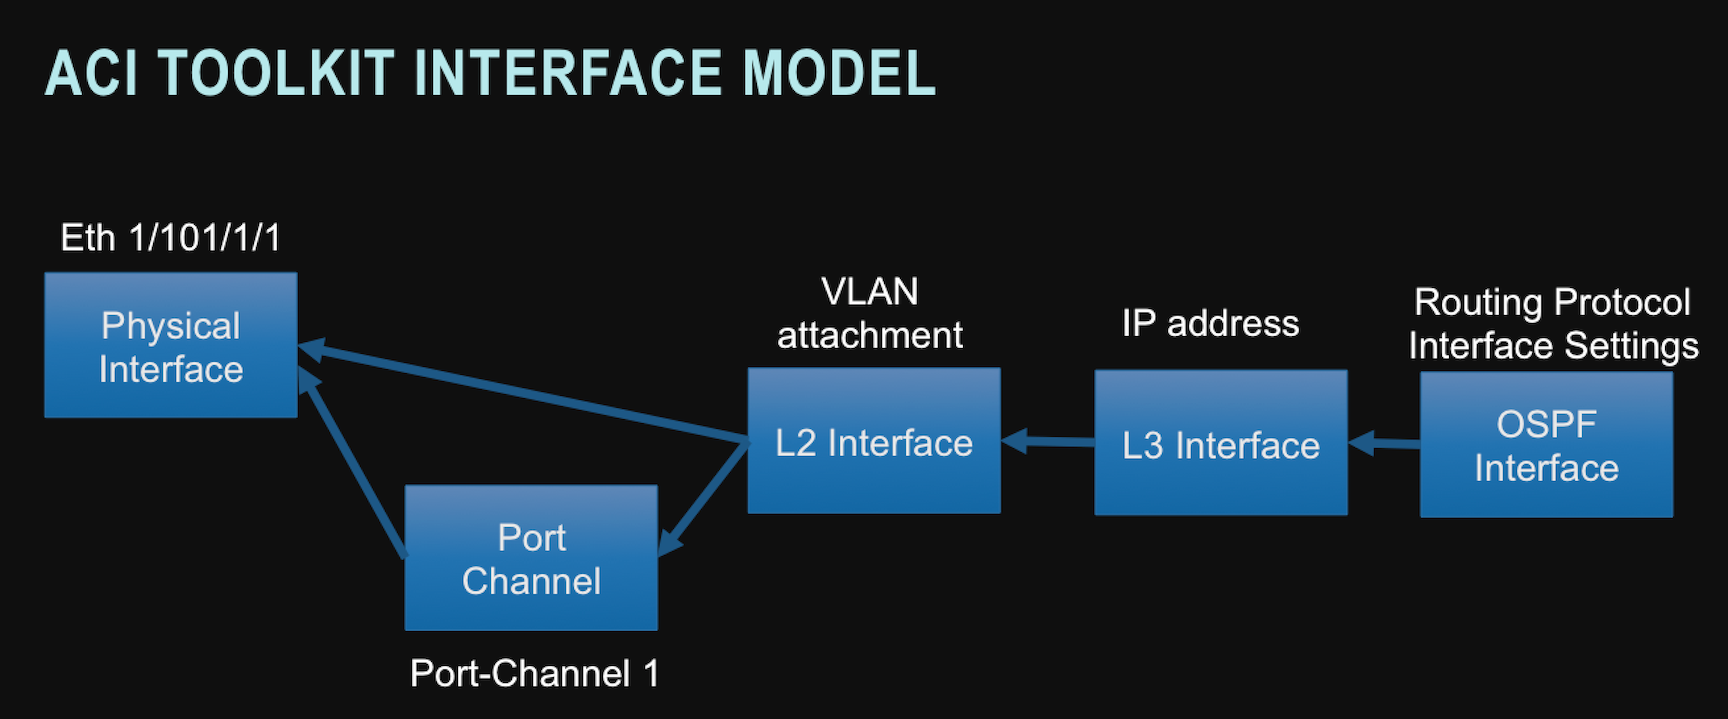 ACI TOOLKIT INTERFACE MODEL
Eth 1/101/1/1
Physical
Interface
Port
Channel
Port-Channel 1
VLAN
attachment
L2 Interface
IP address
L3 Interface
Routing Protocol
Interface Settings
OSPF
Interface